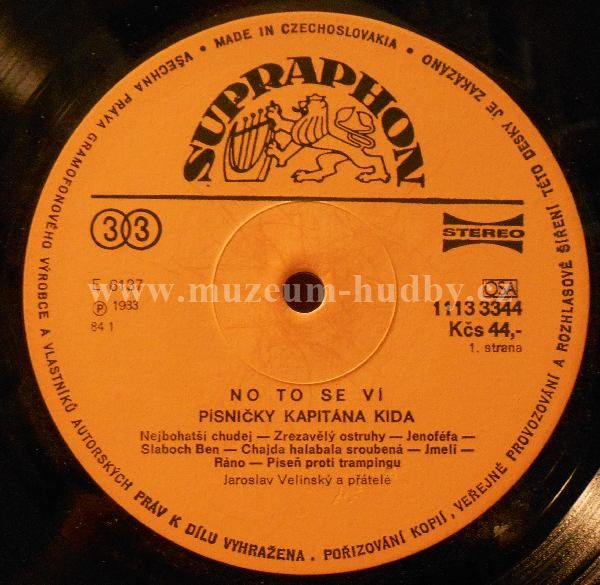 VŠECHNA PRÁVA GRAMOFONOVÉHO VÝROBCE A VLASTNÍKŮ AUTORSKÝCH PRÁV K DÍLU VYHRAŽENA. POŘIZOVÁNÍ KOPIÍ, VEŘEJNÉ PROVOZOVÁNÍ A ROZHLASOVÉ ŠÍŘENÍ TÉTO DESKY JE ZAKÁZÁNO
• MADE IN CZECHOSLOVAKIA •
SUPRAPHON
33
STEREO
E 6137
℗ 1983
84 1
OSA
1113 3344
Kčs 44,-
1. strana
www.muzeum-hudby.cz
NO TO SE VÍ
PÍSNIČKY KAPITÁNA KIDA
Nejbohatší chudej — Zrezavělý ostruhy — Jenoféfa —
Slaboch Ben — Chajda halabala sroubená — Jmelí —
Ráno — Píseň proti trampingu
Jaroslav Velinský a přátelé